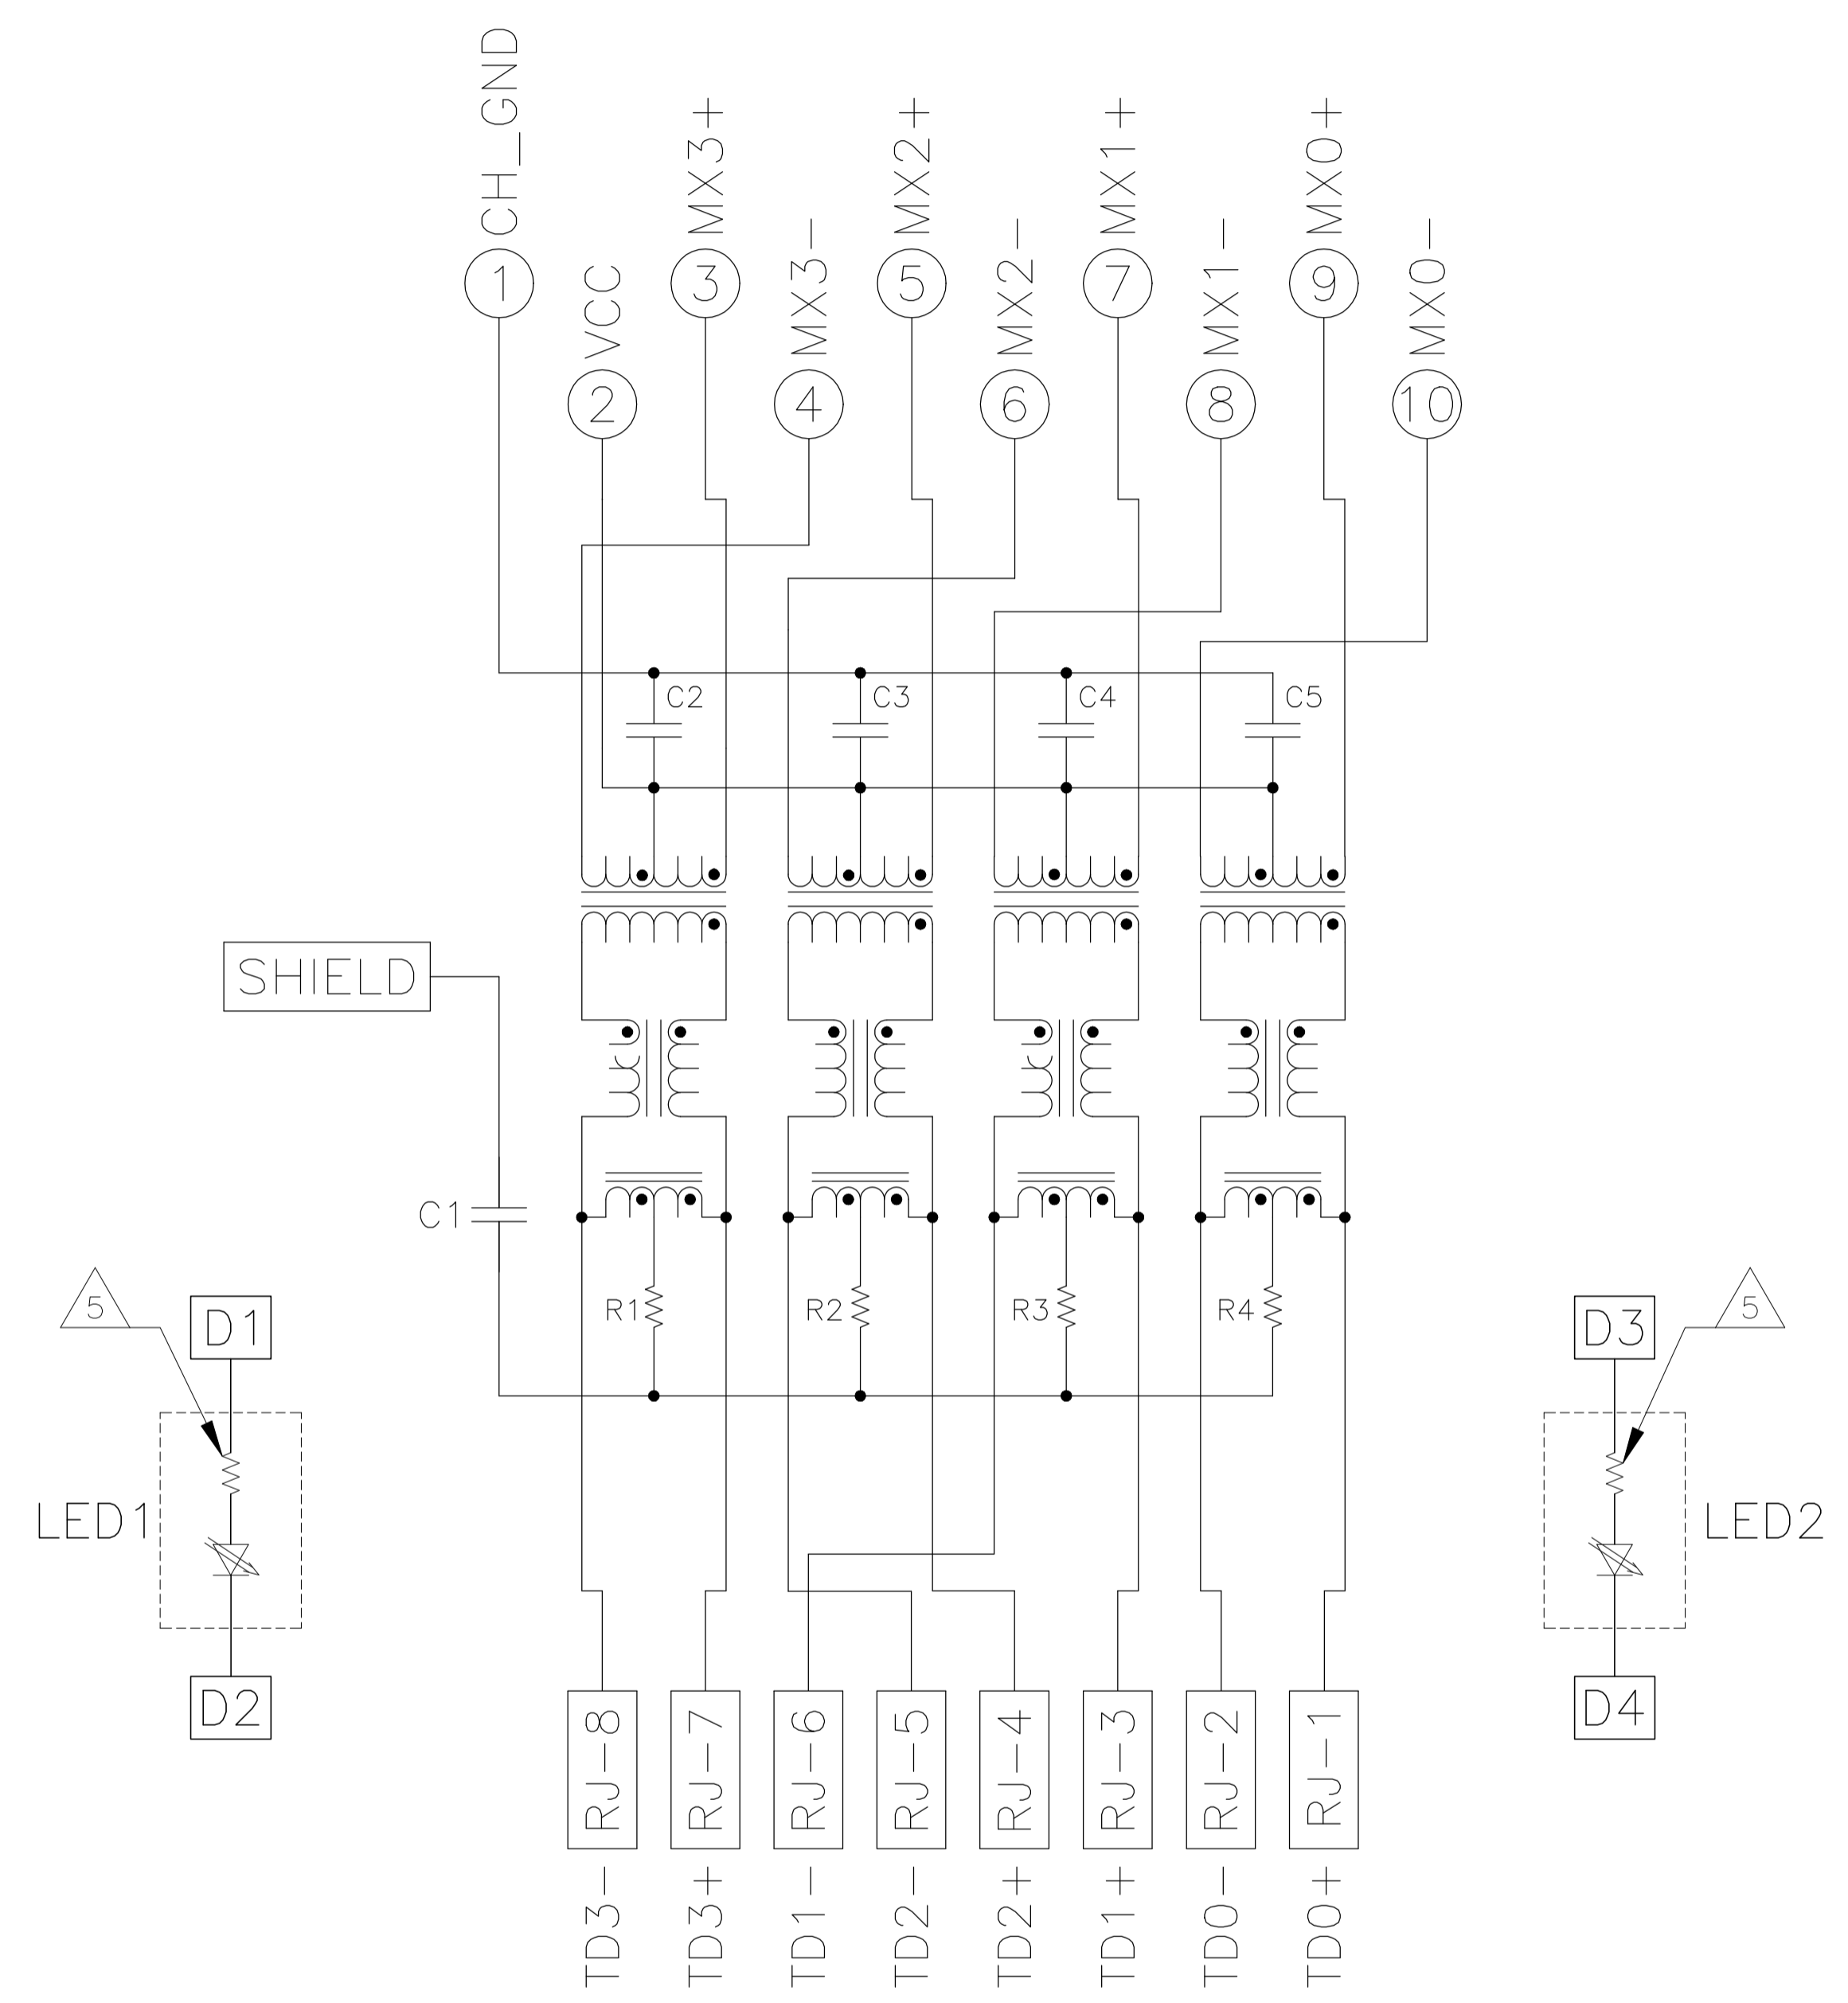 CH_GND
MX3+
MX2+
MX1+
MX0+
1
3
5
7
9
VCC
MX3-
MX2-
MX1-
MX0-
2
4
6
8
10
C2
C3
C4
C5
SHIELD
C1
5
D1
R1
R2
R3
R4
D3
5
LED1
LED2
D2
RJ-8
RJ-7
RJ-6
RJ-5
RJ-4
RJ-3
RJ-2
RJ-1
D4
TD3-
TD3+
TD1-
TD2-
TD2+
TD1+
TD0-
TD0+